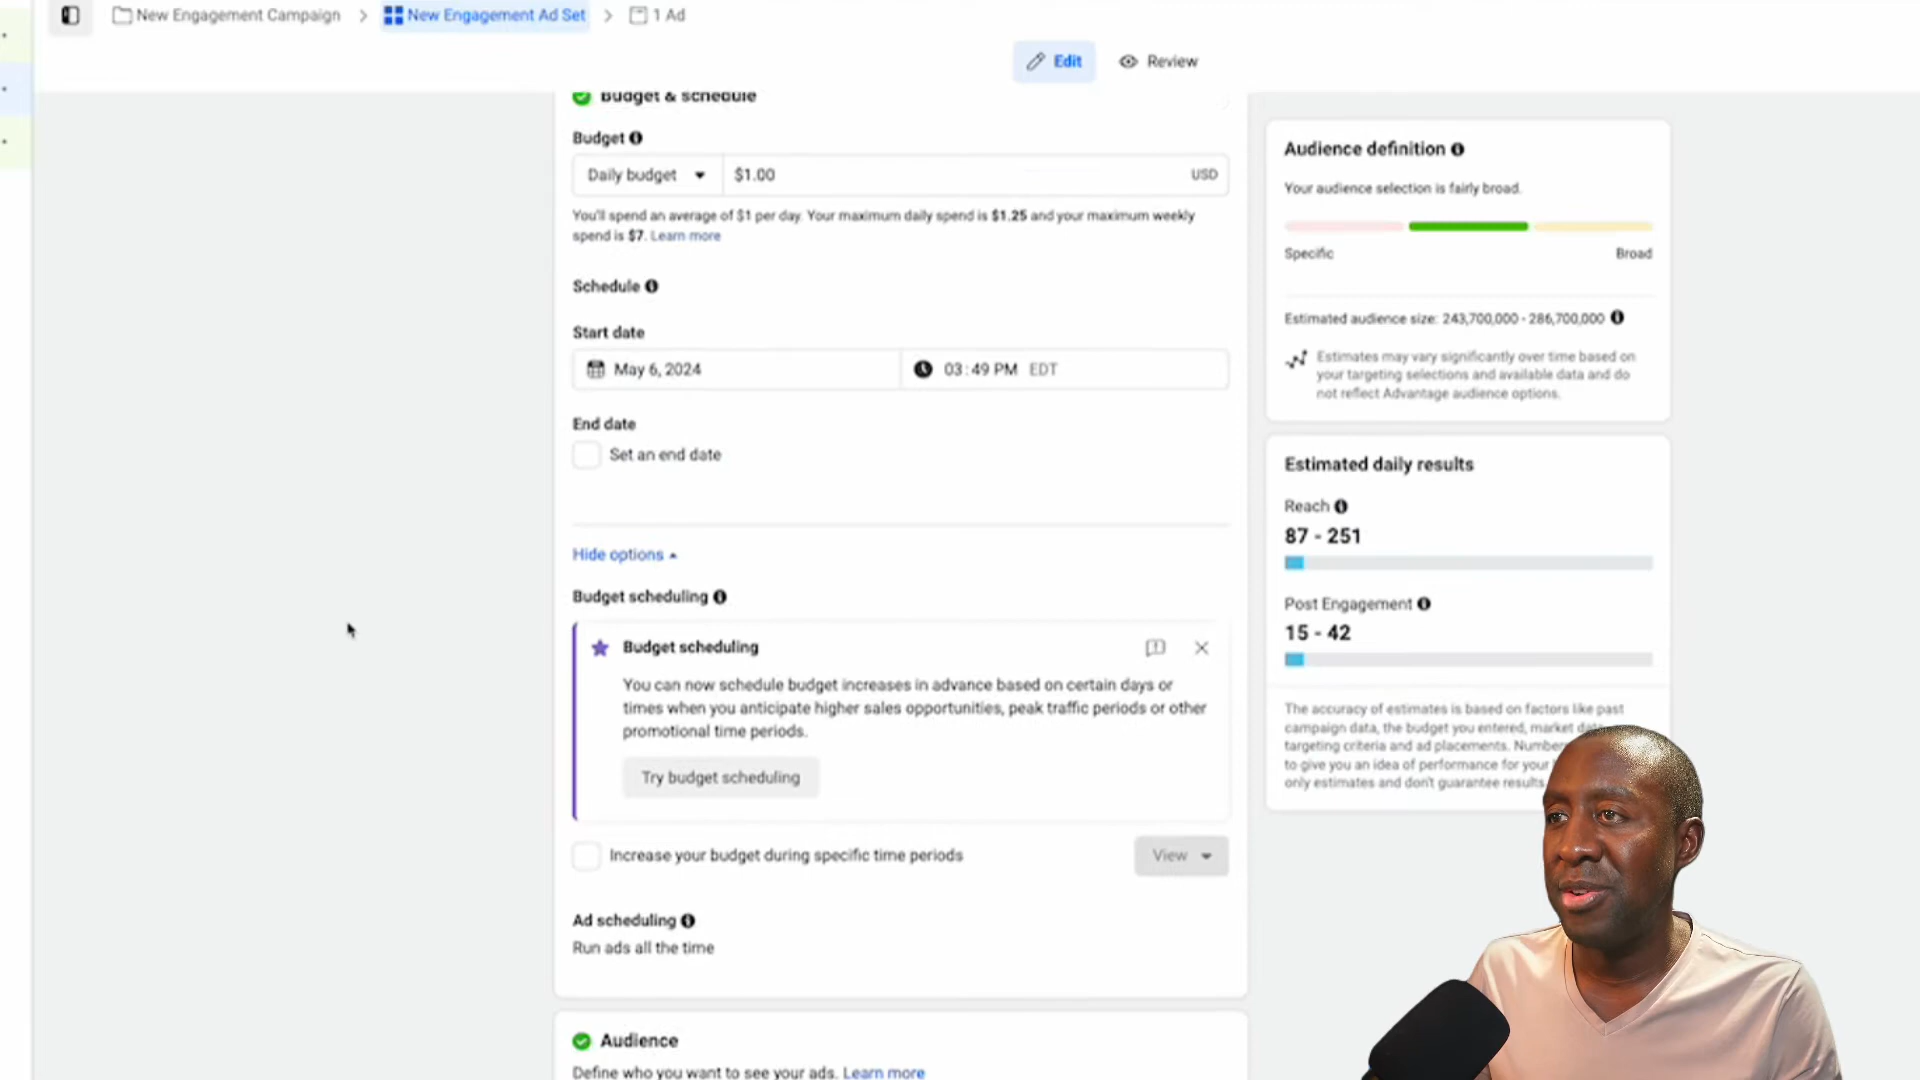 New Engagement Campaign > New Engagement Ad Set > 1 Ad
Edit Review
Budget & schedule
Budget
Daily budget $1.00 USD
You'll spend an average of $1 per day. Your maximum daily spend is $1.25 and your maximum weekly
spend is $7. Learn more
Schedule
Start date
May 6, 2024 03:49 PM EDT
End date
Set an end date
Hide options
Budget scheduling
Budget scheduling
You can now schedule budget increases in advance based on certain days or
times when you anticipate higher sales opportunities, peak traffic periods or other
promotional time periods.
Try budget scheduling
Increase your budget during specific time periods View
Ad scheduling
Run ads all the time
Audience
Define who you want to see your ads. Learn more
Audience definition
Your audience selection is fairly broad.
Specific Broad
Estimated audience size: 243,700,000 - 286,700,000
Estimates may vary significantly over time based on
your targeting selections and available data and do
not reflect Advantage audience options.
Estimated daily results
Reach
87 - 251
Post Engagement
15 - 42
The accuracy of estimates is based on factors like past
campaign data, the budget you entered, market
targeting criteria and ad placements.
to give you an idea of performance for your
only estimates and don't guarantee results